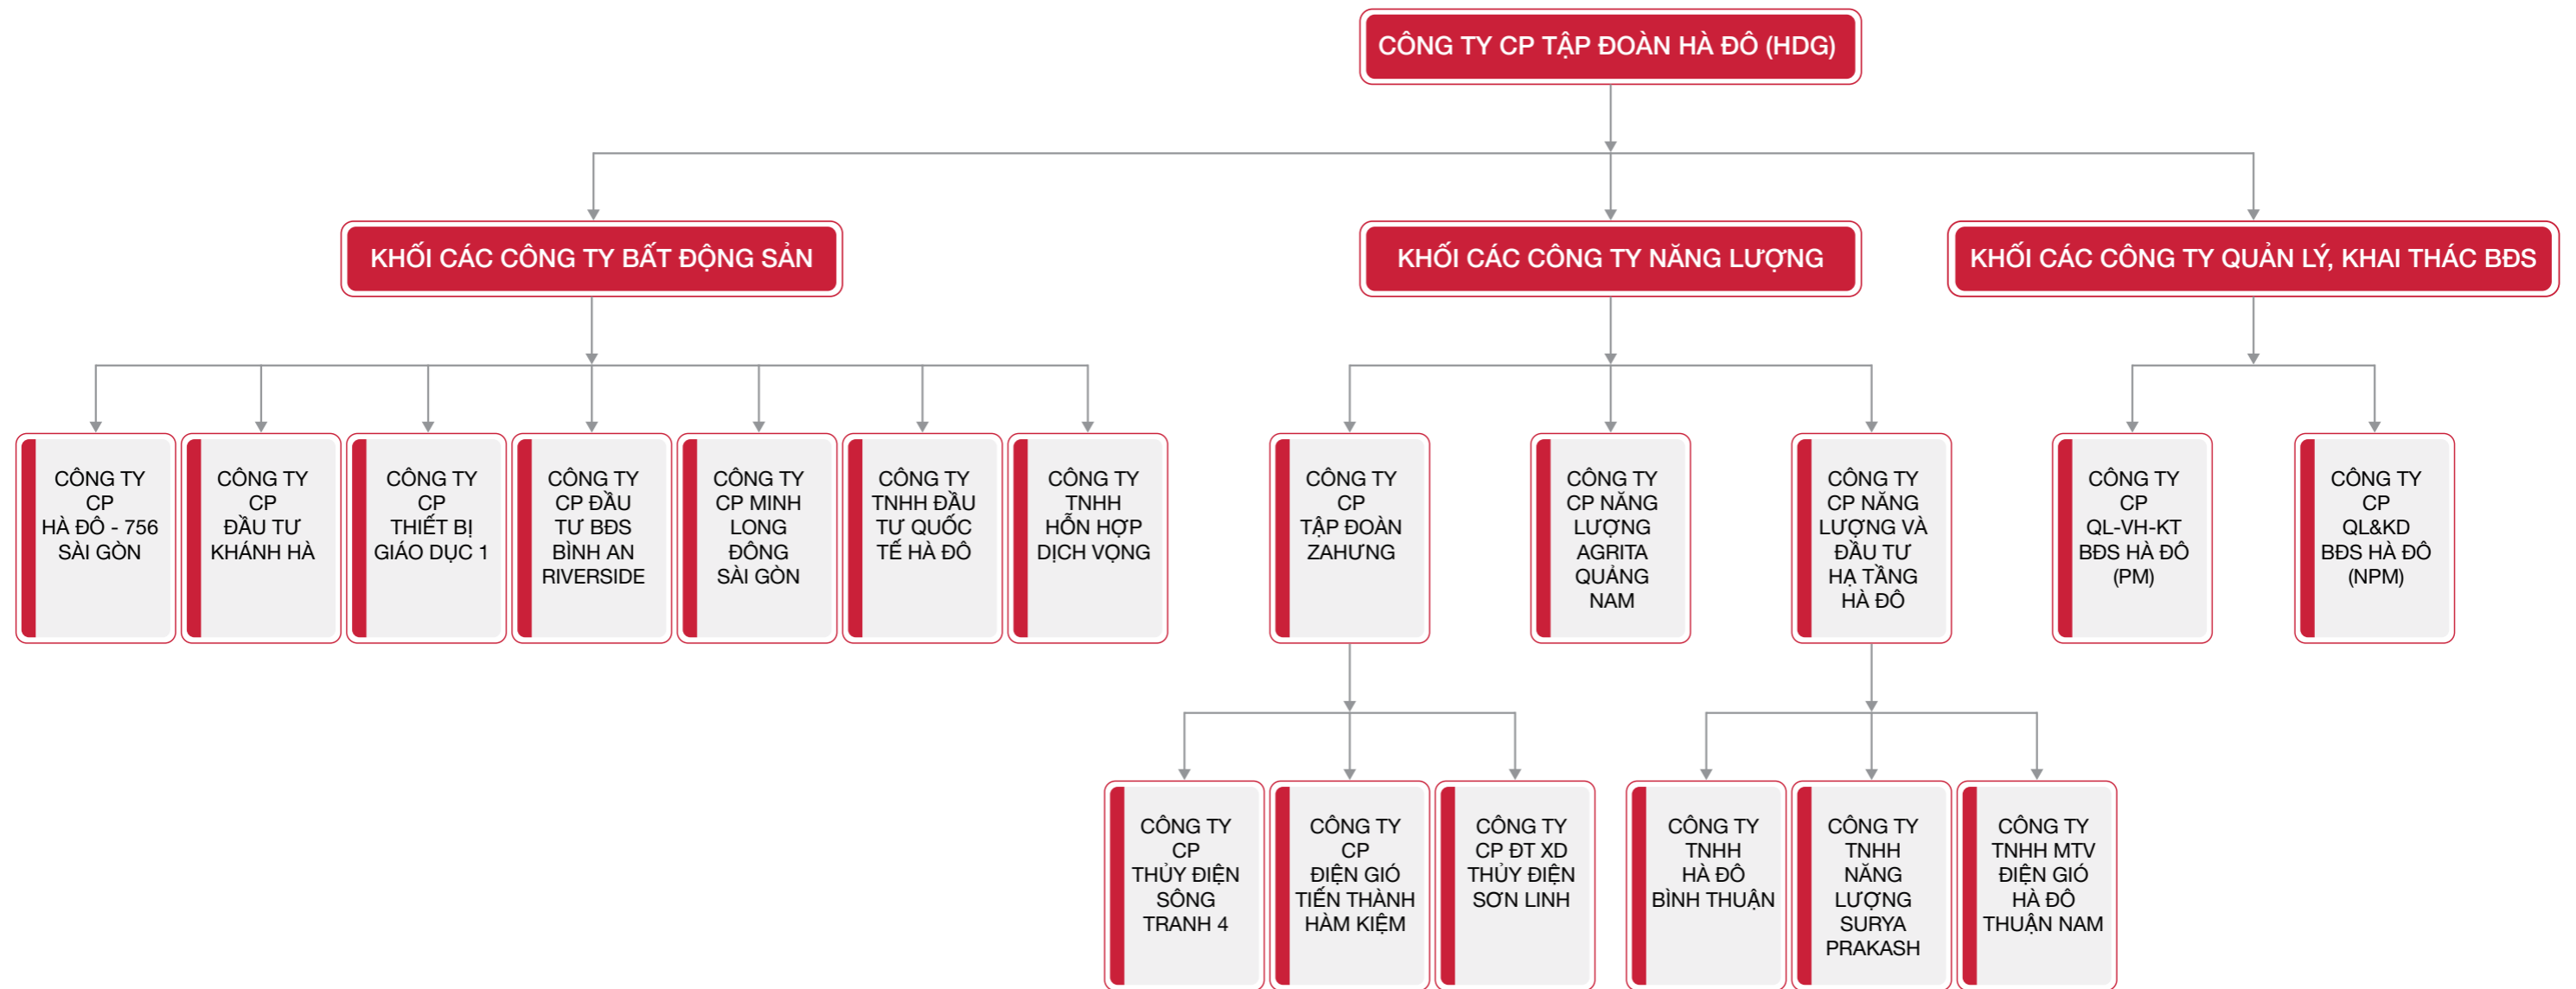 CÔNG TY CP TẬP ĐOÀN HÀ ĐÔ (HDG)
KHỐI CÁC CÔNG TY BẤT ĐỘNG SẢN
KHỐI CÁC CÔNG TY NĂNG LƯỢNG
KHỐI CÁC CÔNG TY QUẢN LÝ, KHAI THÁC BĐS
CÔNG TY
CP
HÀ ĐÔ - 756
SÀI GÒN
CÔNG TY
CP
ĐẦU TƯ
KHÁNH HÀ
CÔNG TY
CP
THIẾT BỊ
GIÁO DỤC 1
CÔNG TY
CP ĐẦU
TƯ BĐS
BÌNH AN
RIVERSIDE
CÔNG TY
CP MINH
LONG
ĐÔNG
SÀI GÒN
CÔNG TY
TNHH ĐẦU
TƯ QUỐC
TẾ HÀ ĐÔ
CÔNG TY
TNHH
HỖN HỢP
DỊCH VỌNG
CÔNG TY
CP
TẬP ĐOÀN
ZAHƯNG
CÔNG TY
CP NĂNG
LƯỢNG
AGRITA
QUẢNG
NAM
CÔNG TY
CP NĂNG
LƯỢNG VÀ
ĐẦU TƯ
HẠ TẦNG
HÀ ĐÔ
CÔNG TY
CP
QL-VH-KT
BĐS HÀ ĐÔ
(PM)
CÔNG TY
CP
QL&KD
BĐS HÀ ĐÔ
(NPM)
CÔNG TY
CP
THỦY ĐIỆN
SÔNG
TRANH 4
CÔNG TY
CP
ĐIỆN GIÓ
TIẾN THÀNH
HÀM KIỆM
CÔNG TY
CP ĐT XD
THỦY ĐIỆN
SƠN LINH
CÔNG TY
TNHH
HÀ ĐÔ
BÌNH THUẬN
CÔNG TY
TNHH
NĂNG
LƯỢNG
SURYA
PRAKASH
CÔNG TY
TNHH MTV
ĐIỆN GIÓ
HÀ ĐÔ
THUẬN NAM